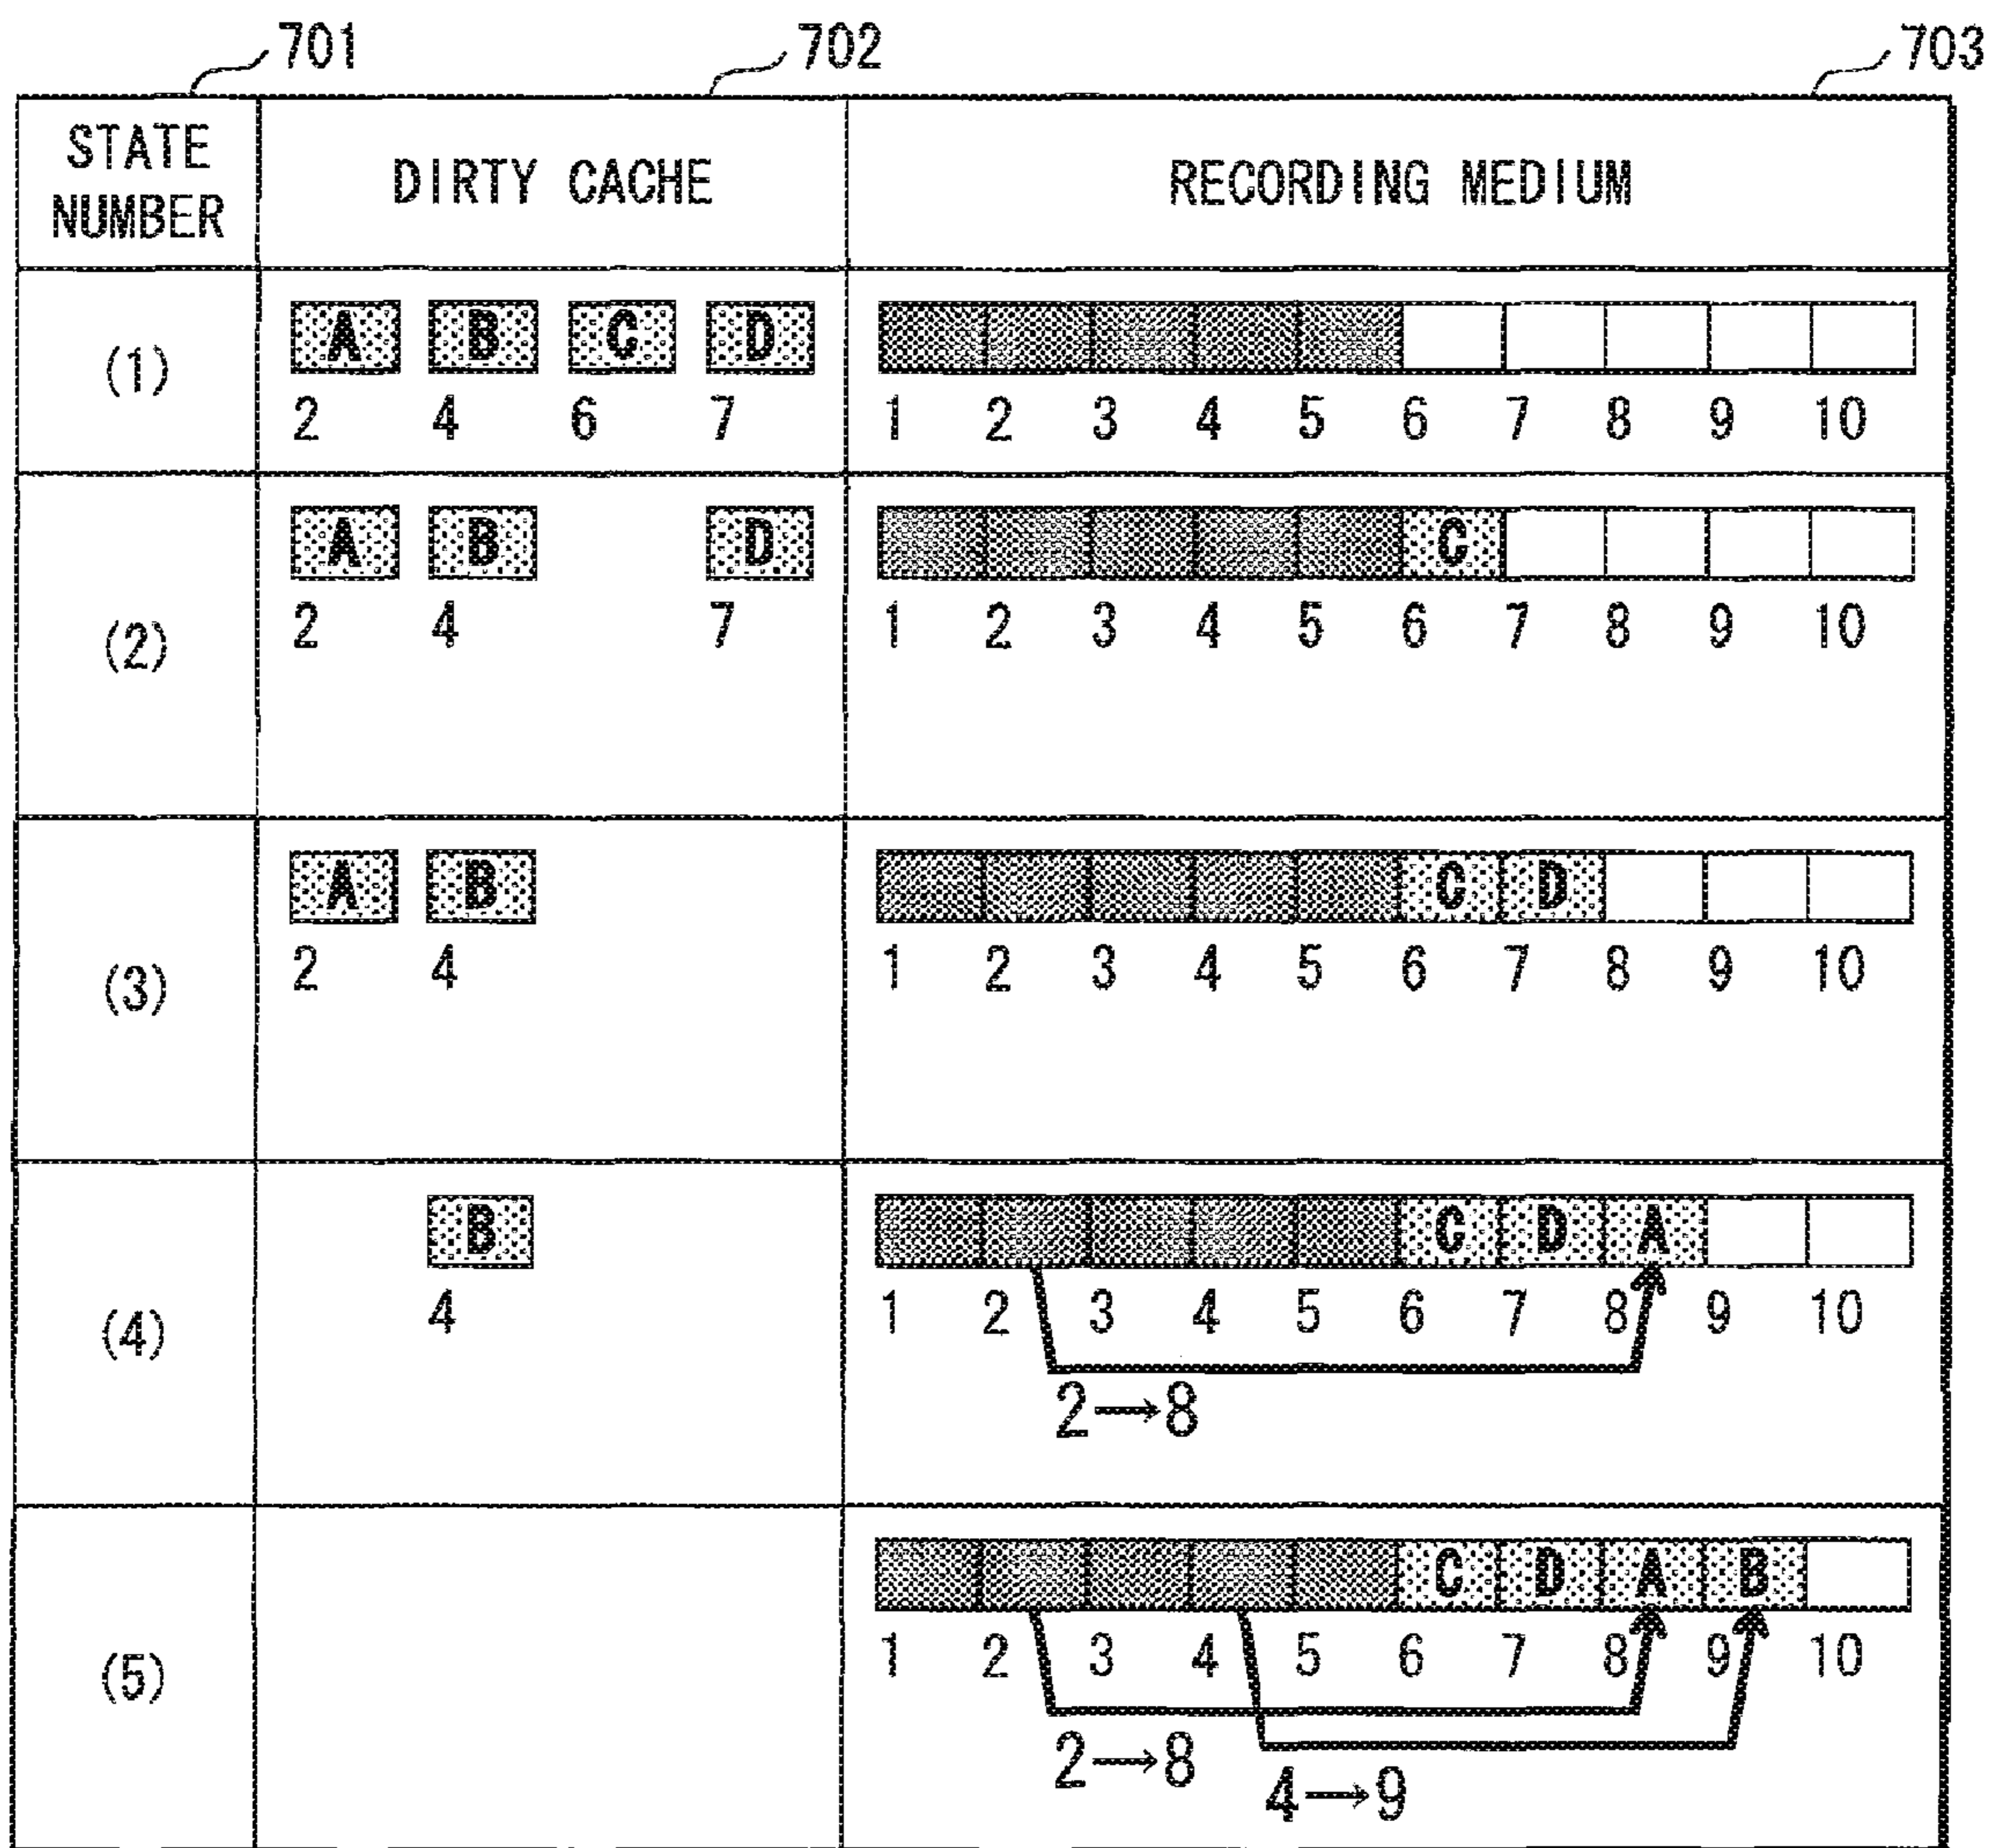 701 702 703
STATE NUMBER DIRTY CACHE RECORDING MEDIUM
(1) A B C D
2 4 6 7 1 2 3 4 5 6 7 8 9 10
(2) A B D C
2 4 7 1 2 3 4 5 6 7 8 9 10
(3) A B C D
2 4 1 2 3 4 5 6 7 8 9 10
(4) B C D A
4 1 2 3 4 5 6 7 8 9 10
2→8
(5) C D A B
1 2 3 4 5 6 7 8 9 10
2→8
4→9